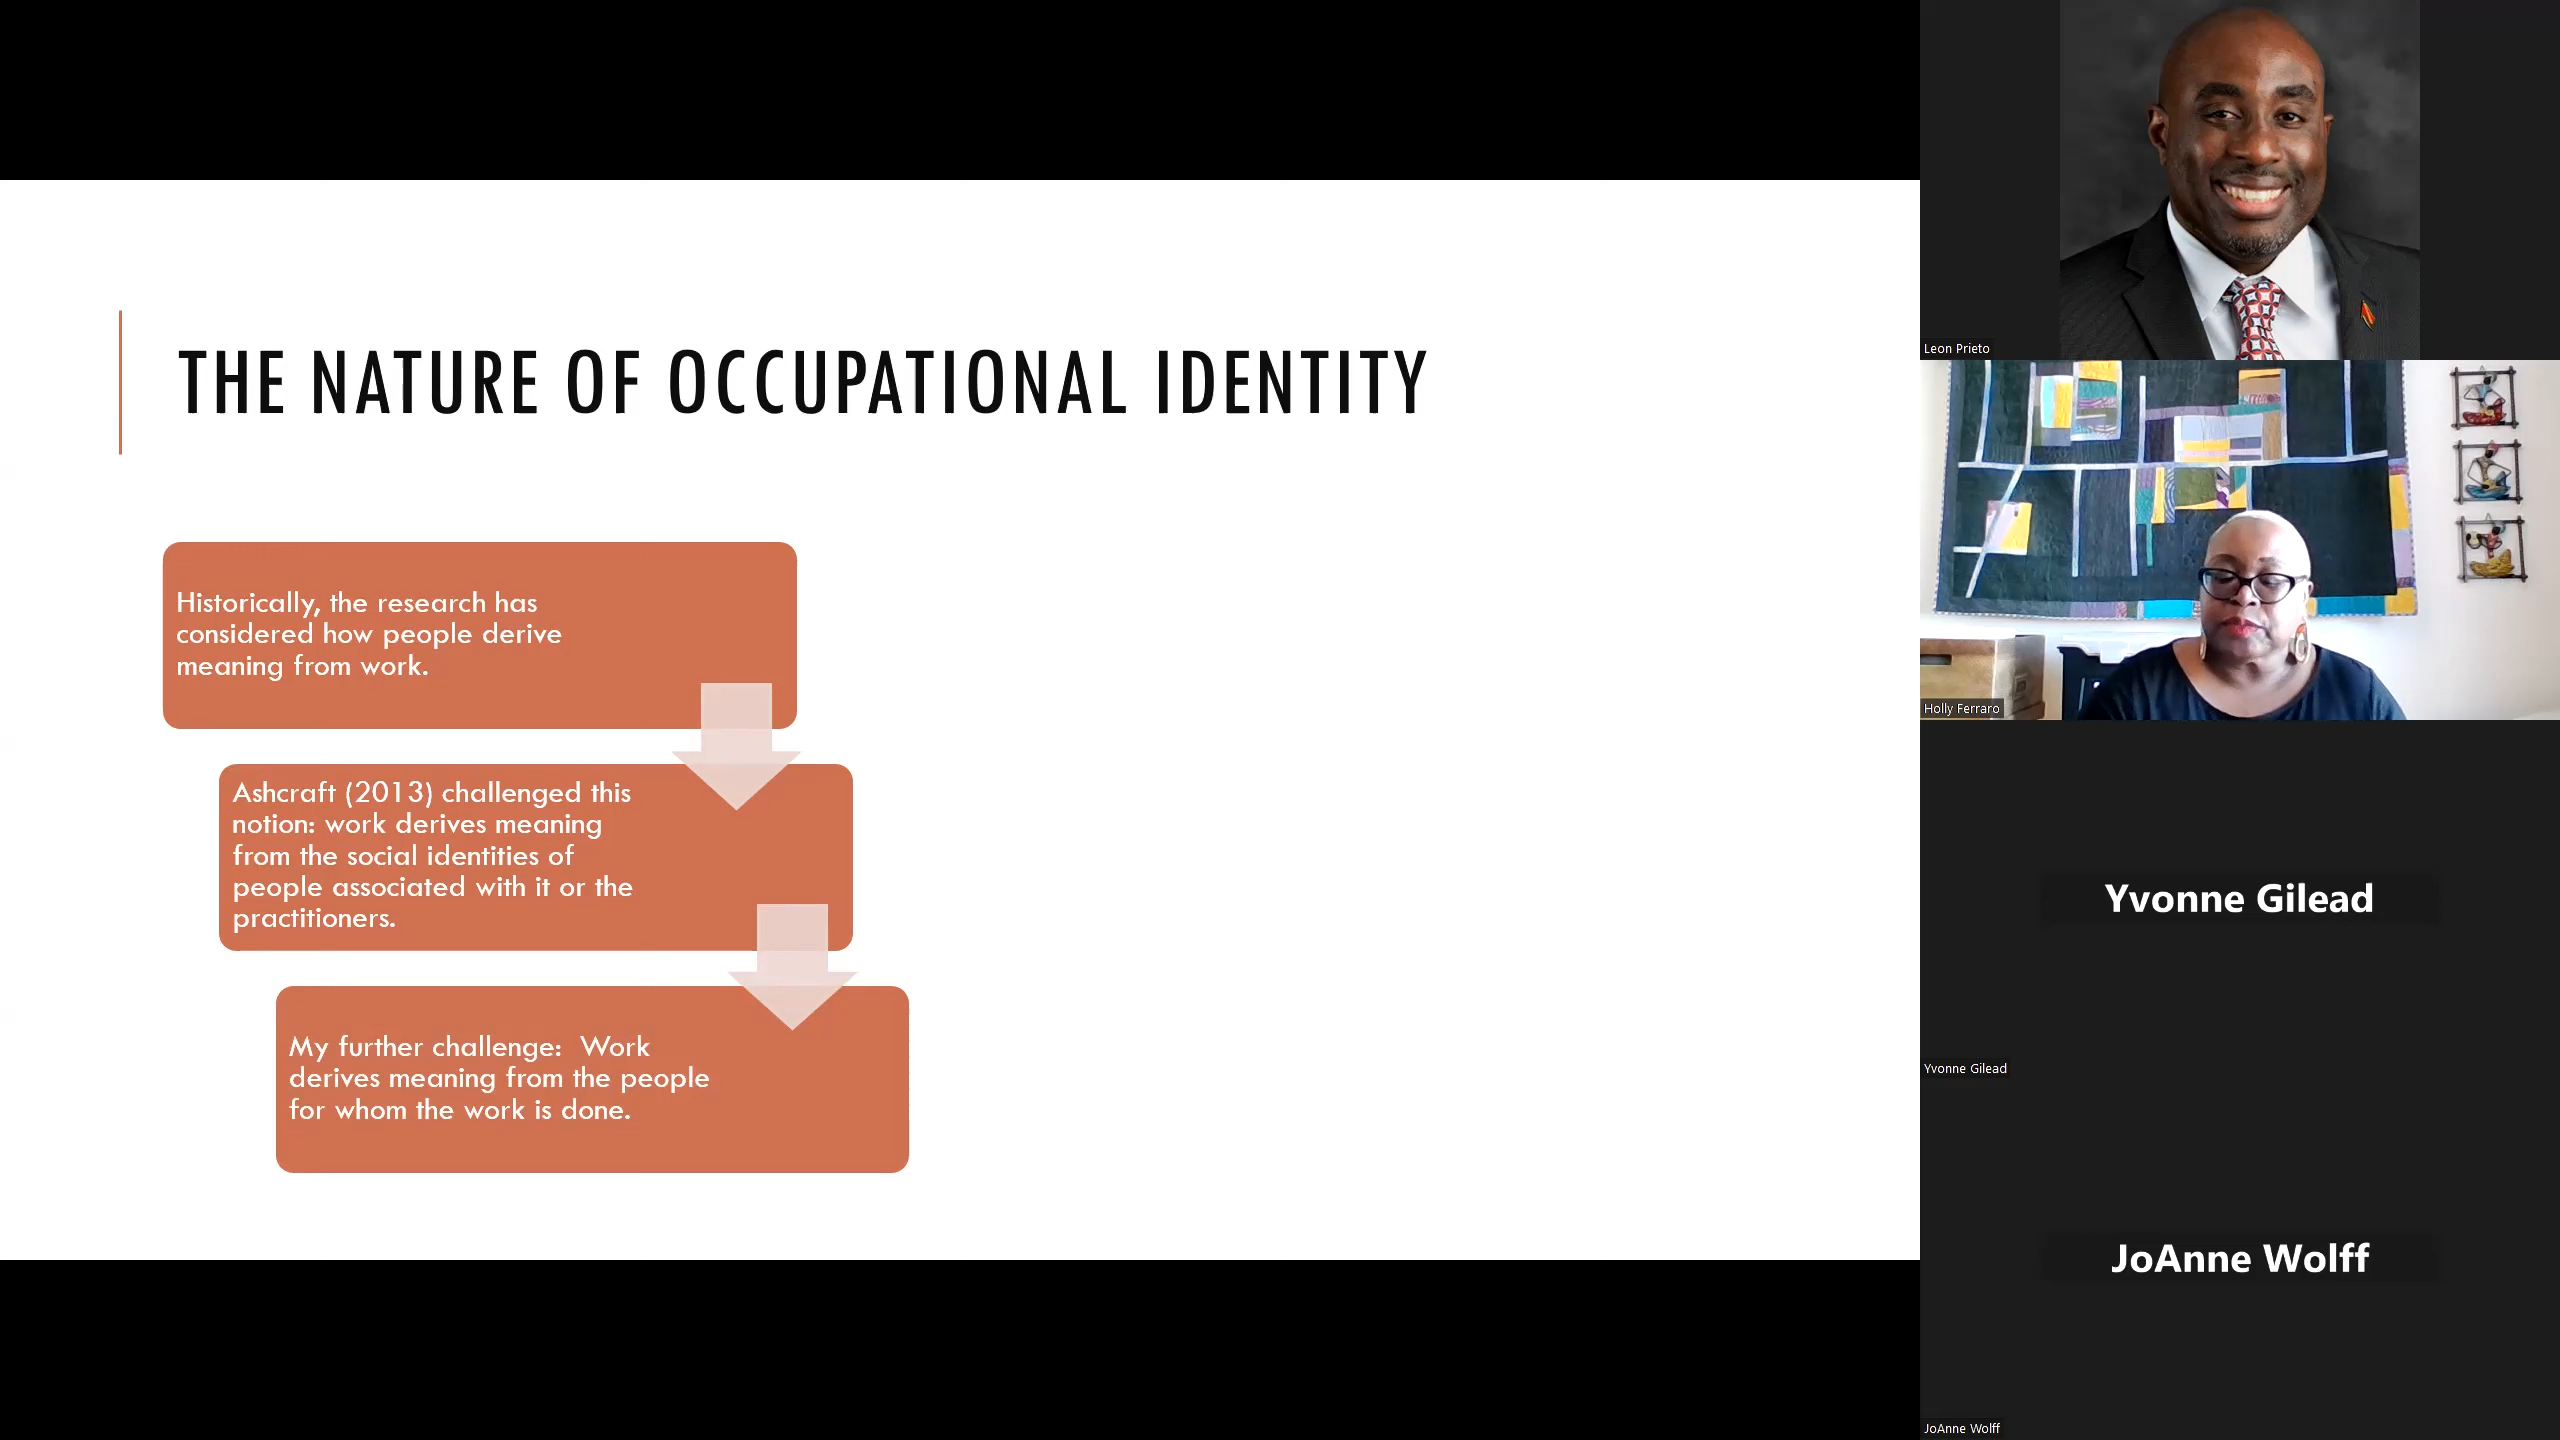 THE NATURE OF OCCUPATIONAL IDENTITY
Historically, the research has
considered how people derive
meaning from work.
Ashcraft (2013) challenged this
notion: work derives meaning
from the social identities of
people associated with it or the
practitioners.
My further challenge:  Work
derives meaning from the people
for whom the work is done.
Leon Prieto
Holly Ferraro
Yvonne Gilead
Yvonne Gilead
JoAnne Wolff
JoAnne Wolff